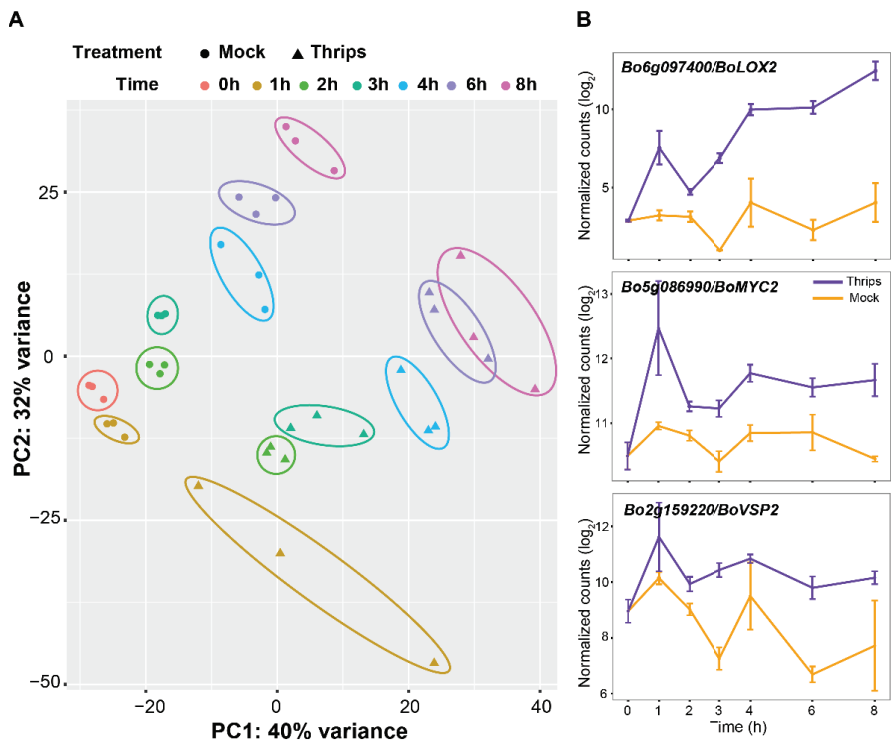 A
Treatment Mock Thrips
Time 0h 1h 2h 3h 4h 6h 8h
PC2: 32% variance
25
0
−25
−50
−20 0 20 40
PC1: 40% variance
B
Bo6g097400/BoLOX2
Normalized counts (log2)
10
5
Bo5g086990/BoMYC2
Thrips
Mock
Normalized counts (log2)
13
12
11
Bo2g159220/BoVSP2
Normalized counts (log2)
12
10
8
6
0 1 2 3 4 6 8
Time (h)